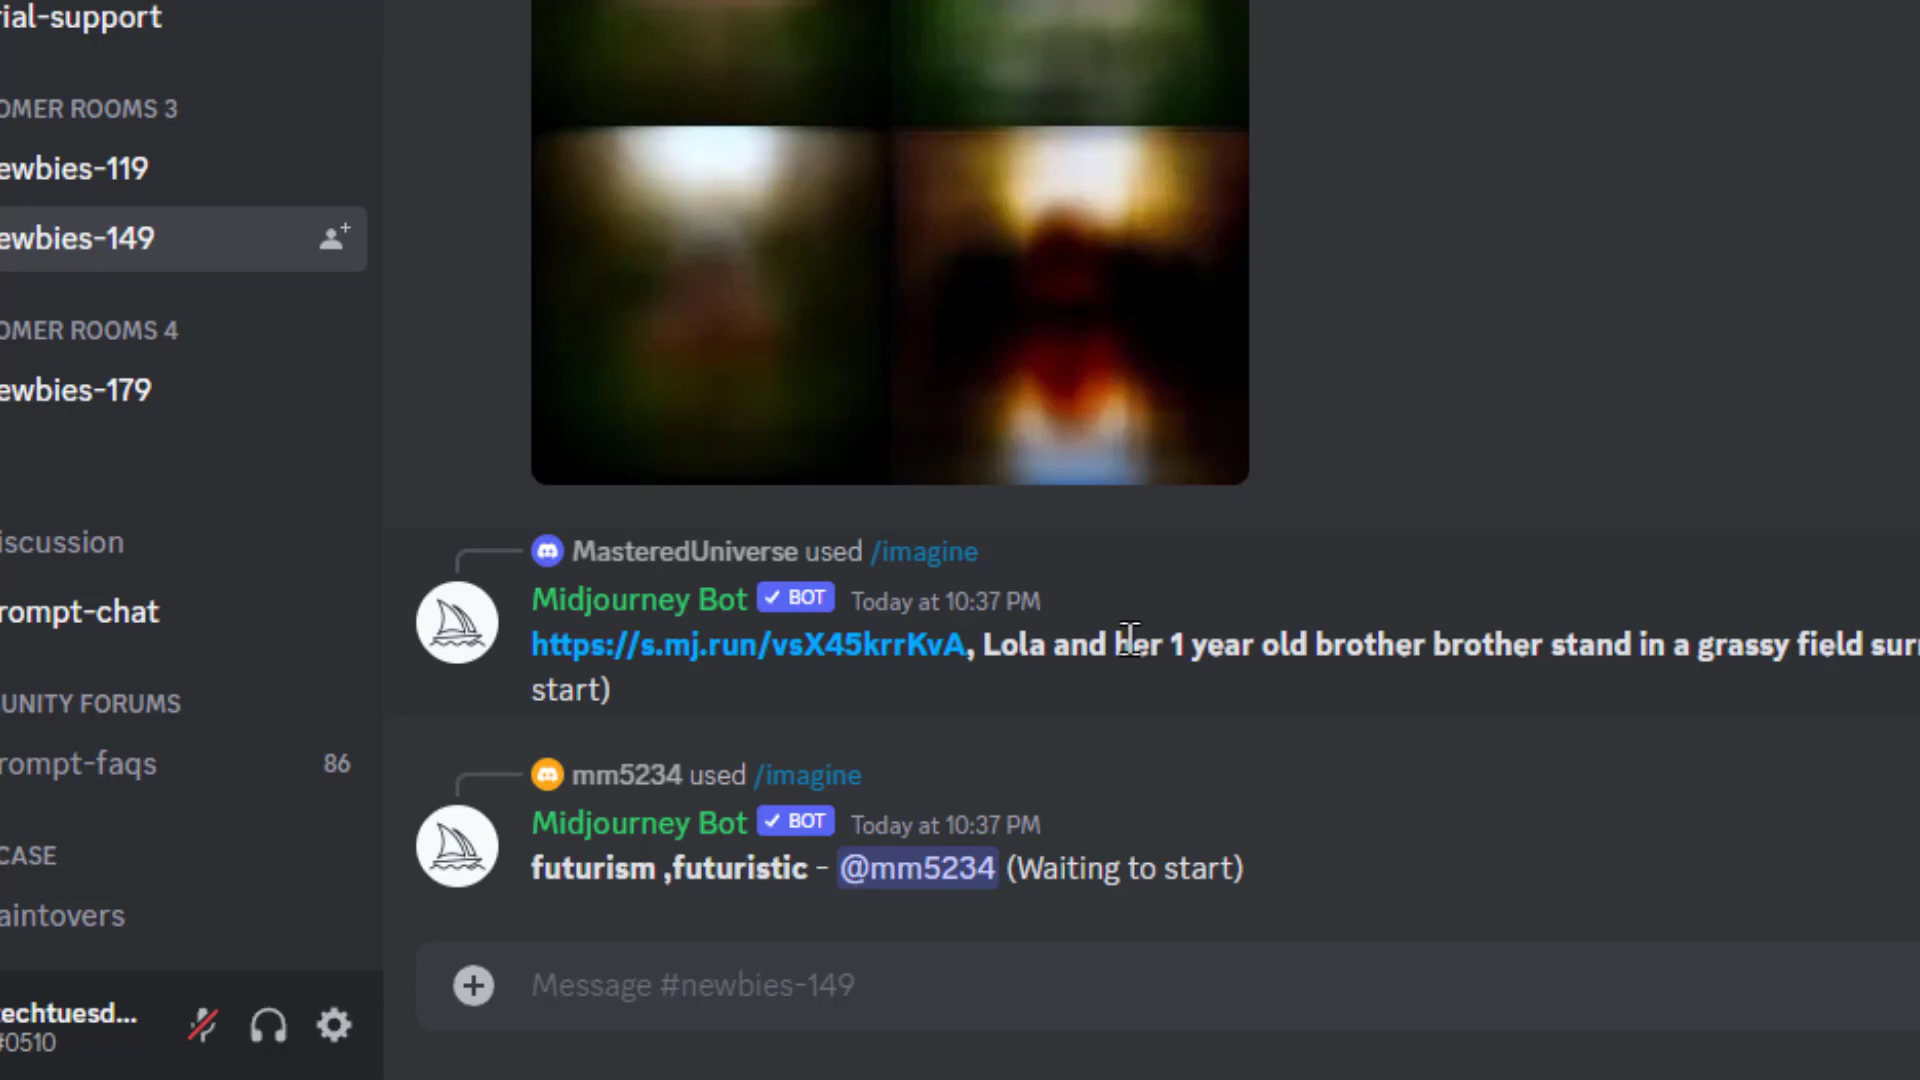 rial-support
OMER ROOMS 3
ewbies-119
ewbies-149
OMER ROOMS 4
ewbies-179
iscussion
rompt-chat
UNITY FORUMS
rompt-faqs 86
CASE
aintovers
echtuesd...
#0510
MasteredUniverse used /imagine
Midjourney Bot ✓ BOT Today at 10:37 PM
https://s.mj.run/vsX45krrKvA, Lola and her 1 year old brother brother stand in a grassy field surr
start)
mm5234 used /imagine
Midjourney Bot ✓ BOT Today at 10:37 PM
futurism ,futuristic - @mm5234 (Waiting to start)
Message #newbies-149